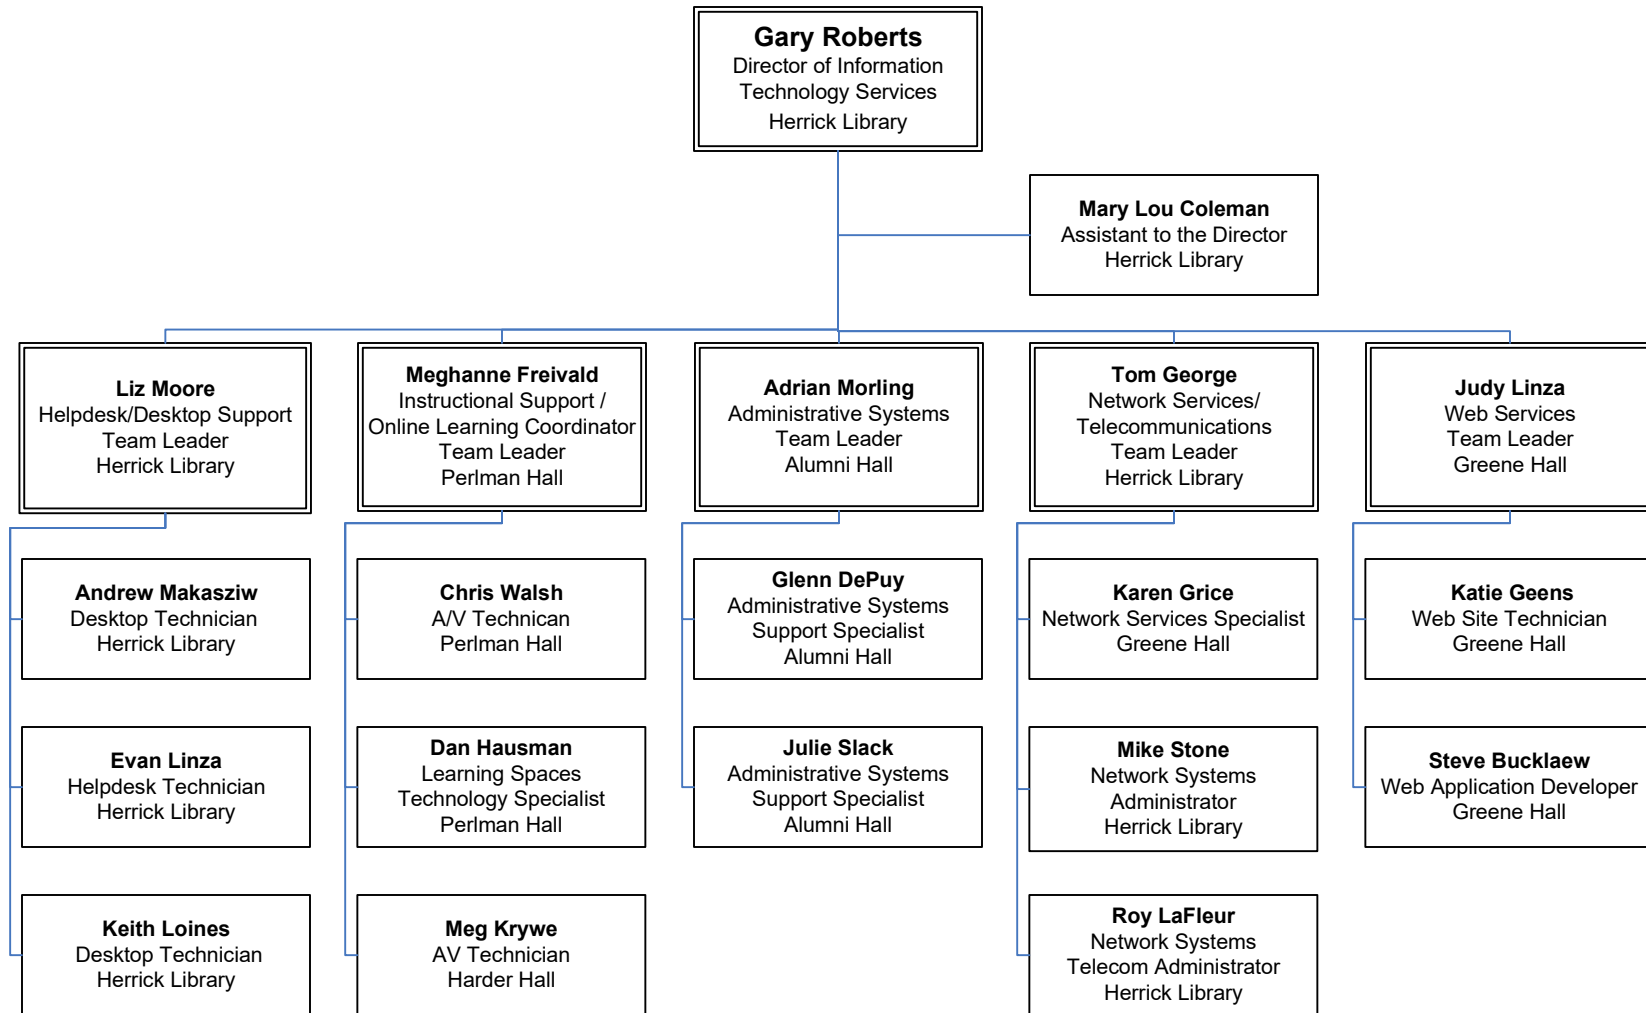 Gary Roberts
Director of Information
Technology Services
Herrick Library
Mary Lou Coleman
Assistant to the Director
Herrick Library
Liz Moore
Helpdesk/Desktop Support
Team Leader
Herrick Library
Meghanne Freivald
Instructional Support /
Online Learning Coordinator
Team Leader
Perlman Hall
Adrian Morling
Administrative Systems
Team Leader
Alumni Hall
Tom George
Network Services/
Telecommunications
Team Leader
Herrick Library
Judy Linza
Web Services
Team Leader
Greene Hall
Andrew Makasziw
Desktop Technician
Herrick Library
Chris Walsh
A/V Technican
Perlman Hall
Glenn DePuy
Administrative Systems
Support Specialist
Alumni Hall
Karen Grice
Network Services Specialist
Greene Hall
Katie Geens
Web Site Technician
Greene Hall
Evan Linza
Helpdesk Technician
Herrick Library
Dan Hausman
Learning Spaces
Technology Specialist
Perlman Hall
Julie Slack
Administrative Systems
Support Specialist
Alumni Hall
Mike Stone
Network Systems
Administrator
Herrick Library
Steve Bucklaew
Web Application Developer
Greene Hall
Keith Loines
Desktop Technician
Herrick Library
Meg Krywe
AV Technician
Harder Hall
Roy LaFleur
Network Systems
Telecom Administrator
Herrick Library